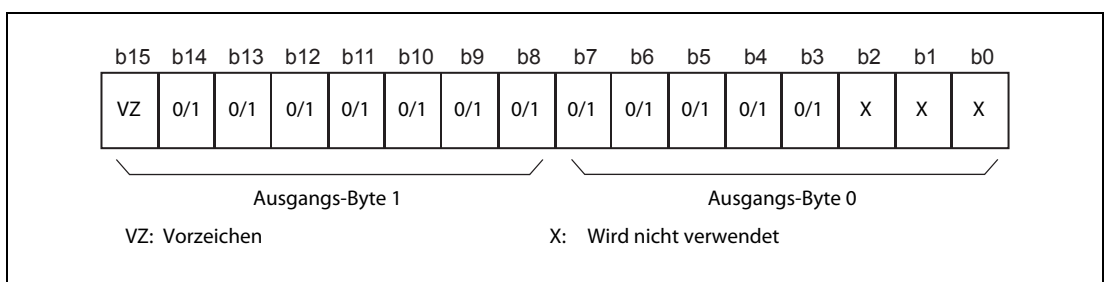 b15 b14 b13 b12 b11 b10 b9 b8 b7 b6 b5 b4 b3 b2 b1 b0
VZ 0/1 0/1 0/1 0/1 0/1 0/1 0/1 0/1 0/1 0/1 0/1 0/1 X X X
Ausgangs-Byte 1 Ausgangs-Byte 0
VZ: Vorzeichen X: Wird nicht verwendet